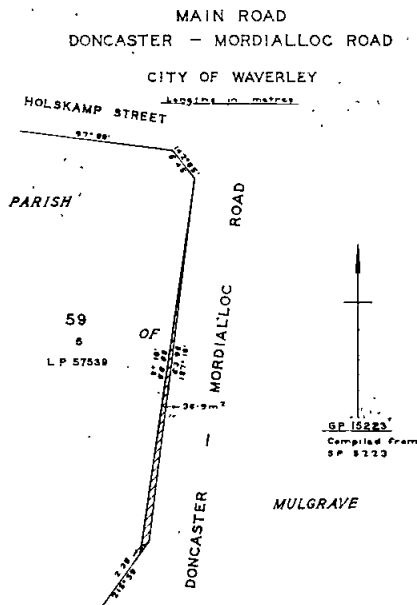 MAIN ROAD
DONCASTER – MORDIALLOC ROAD
CITY OF WAVERLEY
Lengths in metres
HOLSKAMP STREET
PARISH
ROAD
59
6
L P 57539
OF
MORDIALLOC
36·9m²
GP 15223
Compiled from
SP 5223
MULGRAVE
DONCASTER